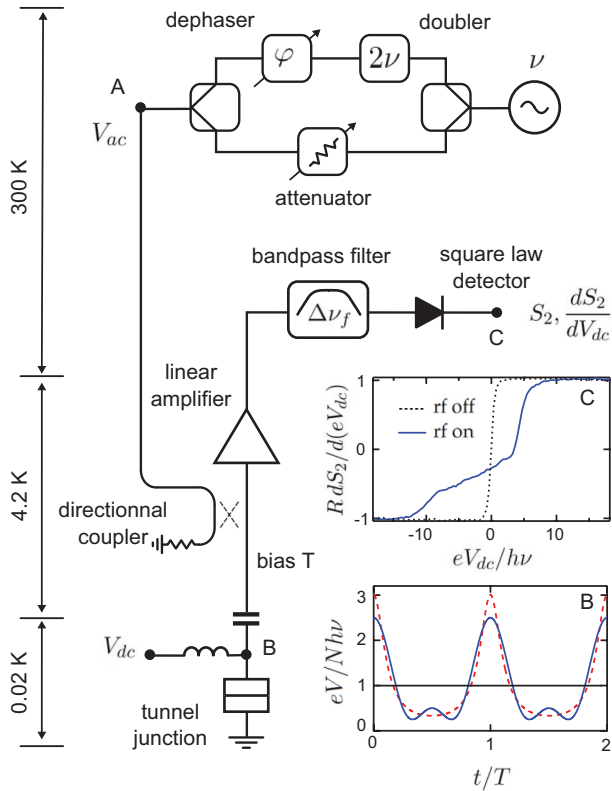 dephaser
doubler
φ
2ν
ν
A
V_ac
attenuator
300 K
bandpass filter
Δν_f
square law
detector
S_2, dS_2/dV_dc
C
linear
amplifier
4.2 K
directionnal
coupler
bias T
R dS_2/d(eV_dc)
1
0
-1
rf off
rf on
C
-10
0
10
eV_dc/hν
0.02 K
V_dc
B
tunnel
junction
eV/Nhν
3
2
1
0
B
0
1
2
t/T